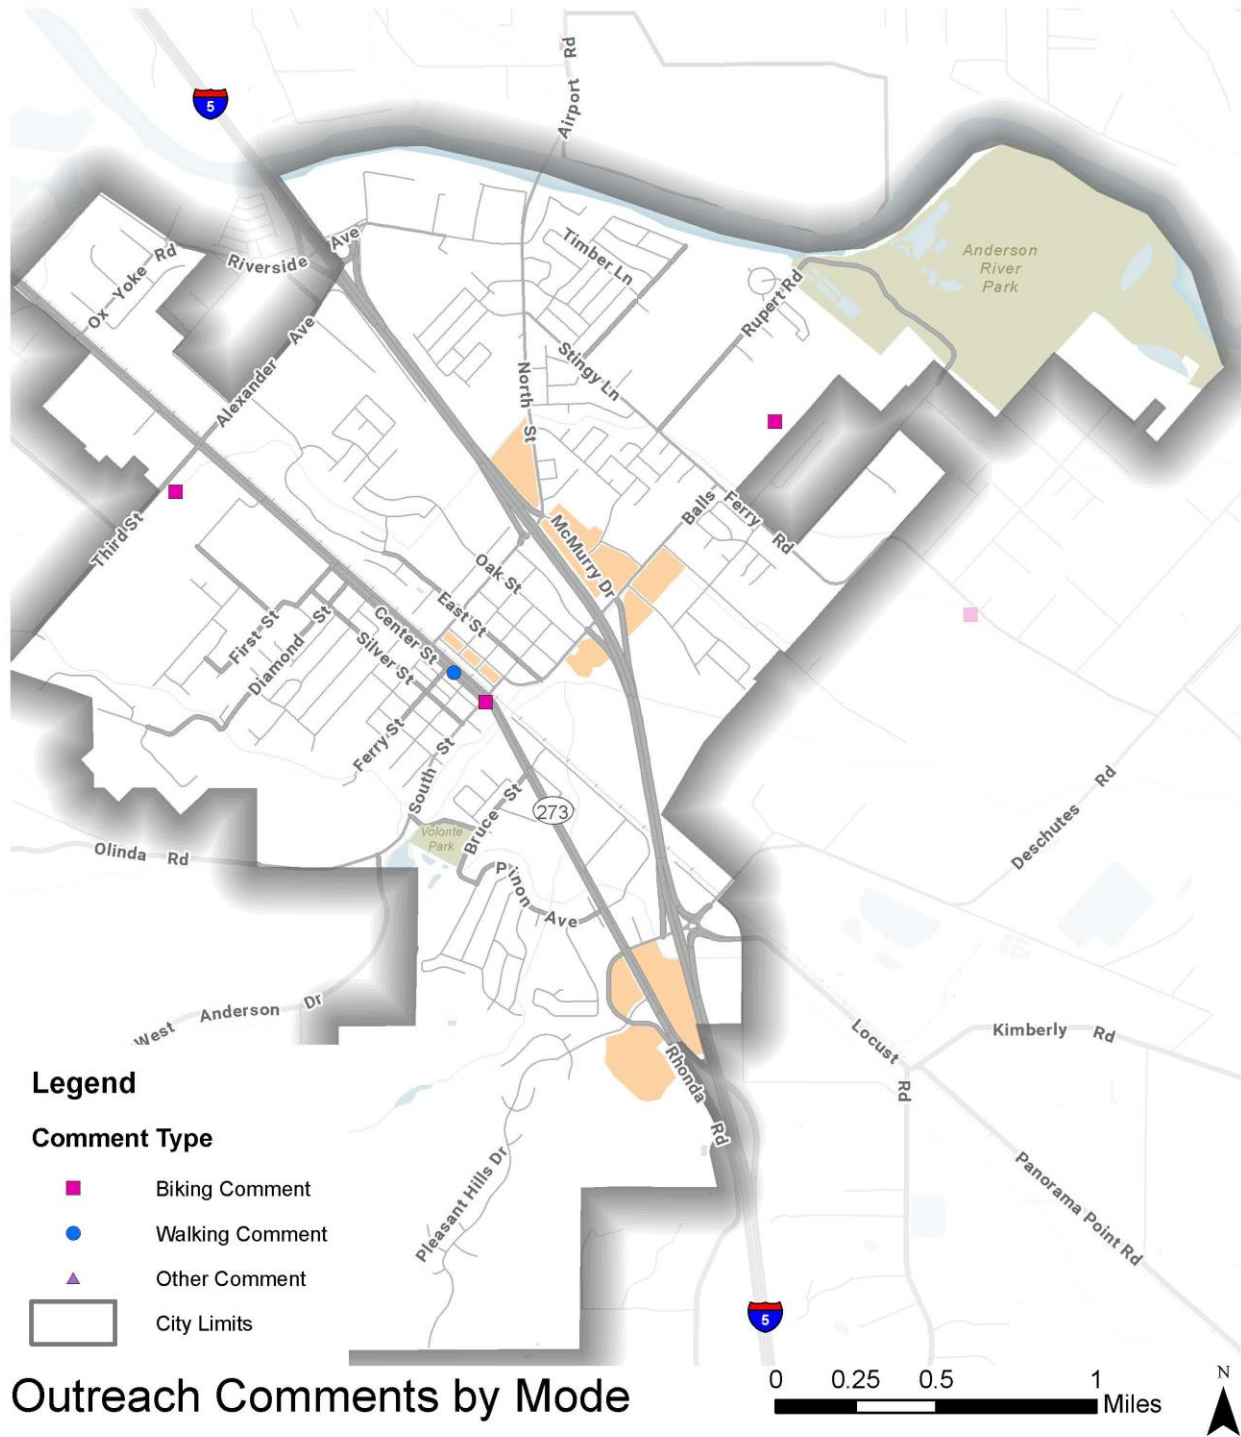 5
Airport Rd
Timber Ln
Anderson
River
Park
Ox Yoke Rd
Riverside Ave
Rupert Rd
Alexander Ave
Stingy Ln
North St
Balls Ferry Rd
Third St
McMurry Dr
Oak St
East St
Center St
First St
Silver St
Diamond St
Ferry St
South St
273
Bruce St
Volonte
Park
Deschutes Rd
Olinda Rd
Pinon Ave
West Anderson Dr
Locust Rd
Kimberly Rd
Rhonda Rd
Pleasant Hills Dr
Panorama Point Rd
5
Legend
Comment Type
Biking Comment
Walking Comment
Other Comment
City Limits
Outreach Comments by Mode
0 0.25 0.5 1
Miles
N